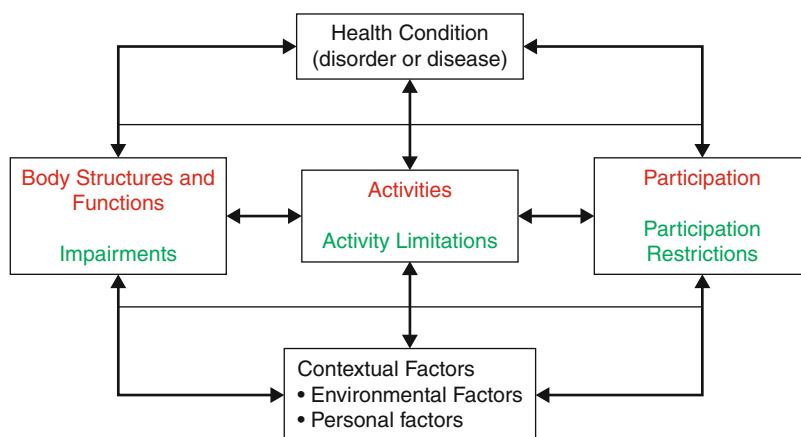 Health Condition
(disorder or disease)
Body Structures and
Functions
Impairments
Activities
Activity Limitations
Participation
Participation
Restrictions
Contextual Factors
• Environmental Factors
• Personal factors